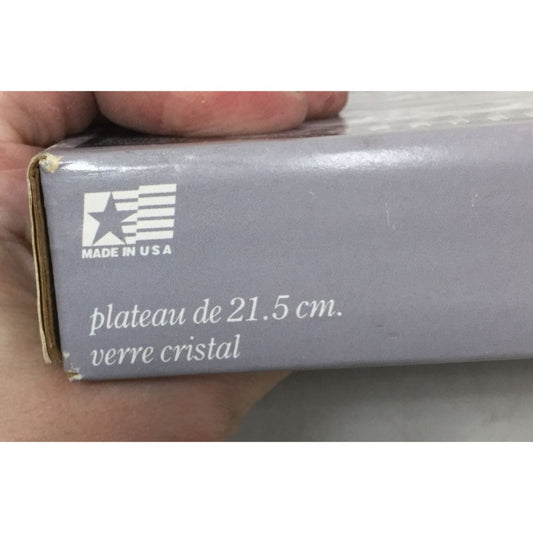 MADE IN USA
plateau de 21.5 cm.
verre cristal